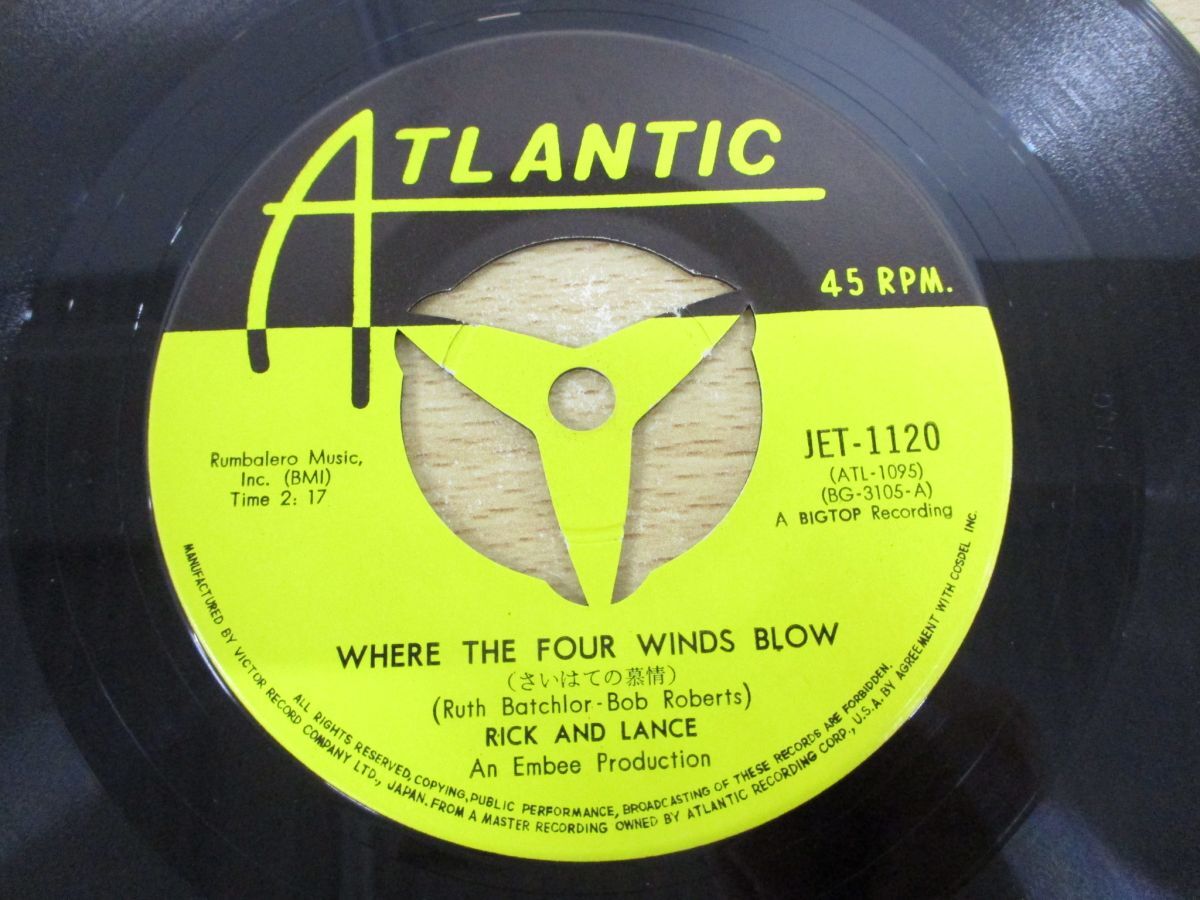 ATLANTIC
45 RPM.
Rumbalero Music,
Inc. (BMI)
Time 2: 17
JET-1120
(ATL-1095)
(BG-3105-A)
A BIGTOP Recording
WHERE THE FOUR WINDS BLOW
(さいはての慕情)
(Ruth Batchlor-Bob Roberts)
RICK AND LANCE
An Embee Production
ALL RIGHTS RESERVED, COPYING, PUBLIC PERFORMANCE, BROADCASTING OF THESE RECORDS ARE FORBIDDEN.
MANUFACTURED BY VICTOR RECORD COMPANY LTD., JAPAN. FROM A MASTER RECORDING OWNED BY ATLANTIC RECORDING CORP., U.S.A. BY AGREEMENT WITH COSDEL INC.